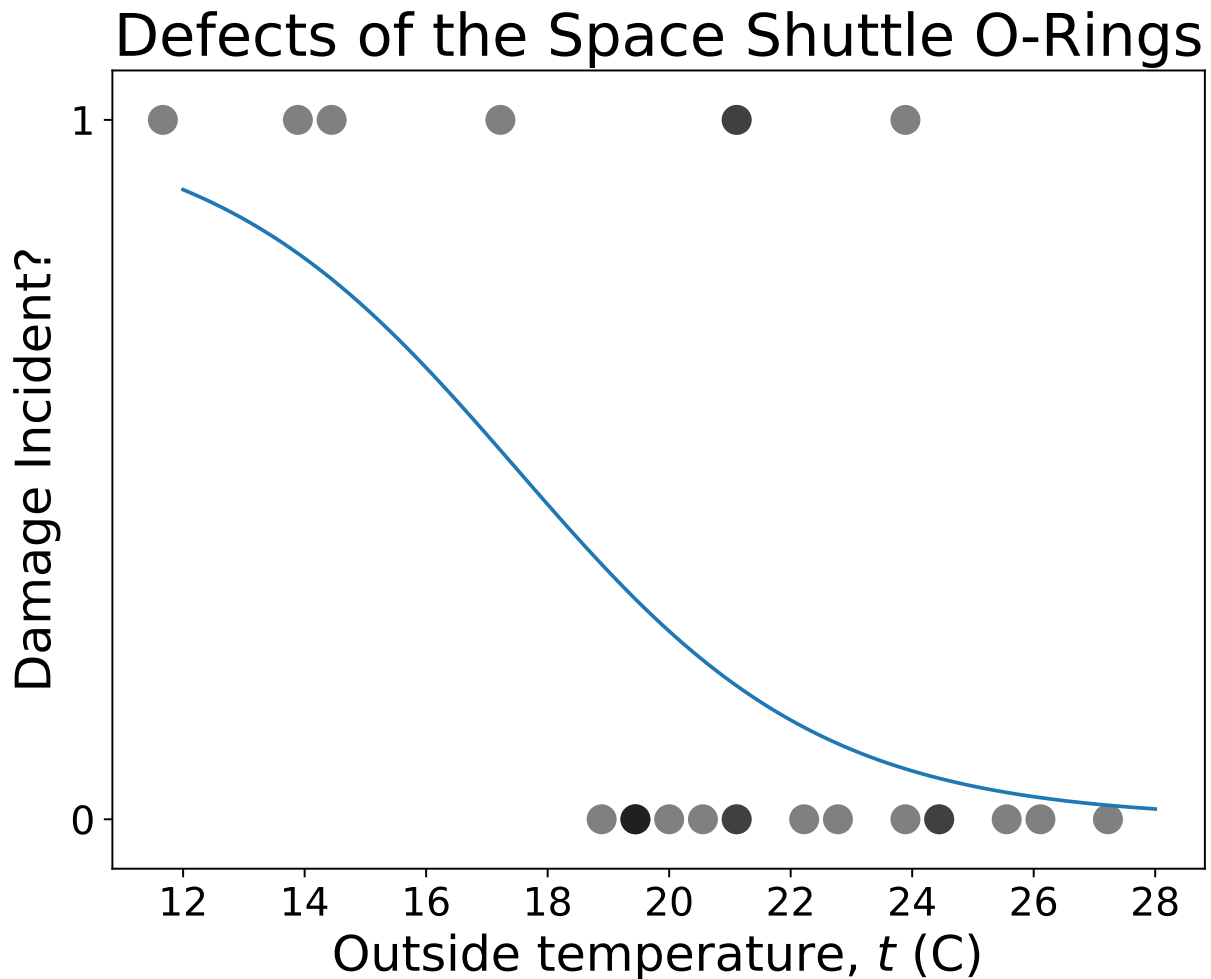 Defects of the Space Shuttle O-Rings
Damage Incident?
1
0
12 14 16 18 20 22 24 26 28
Outside temperature, t (C)